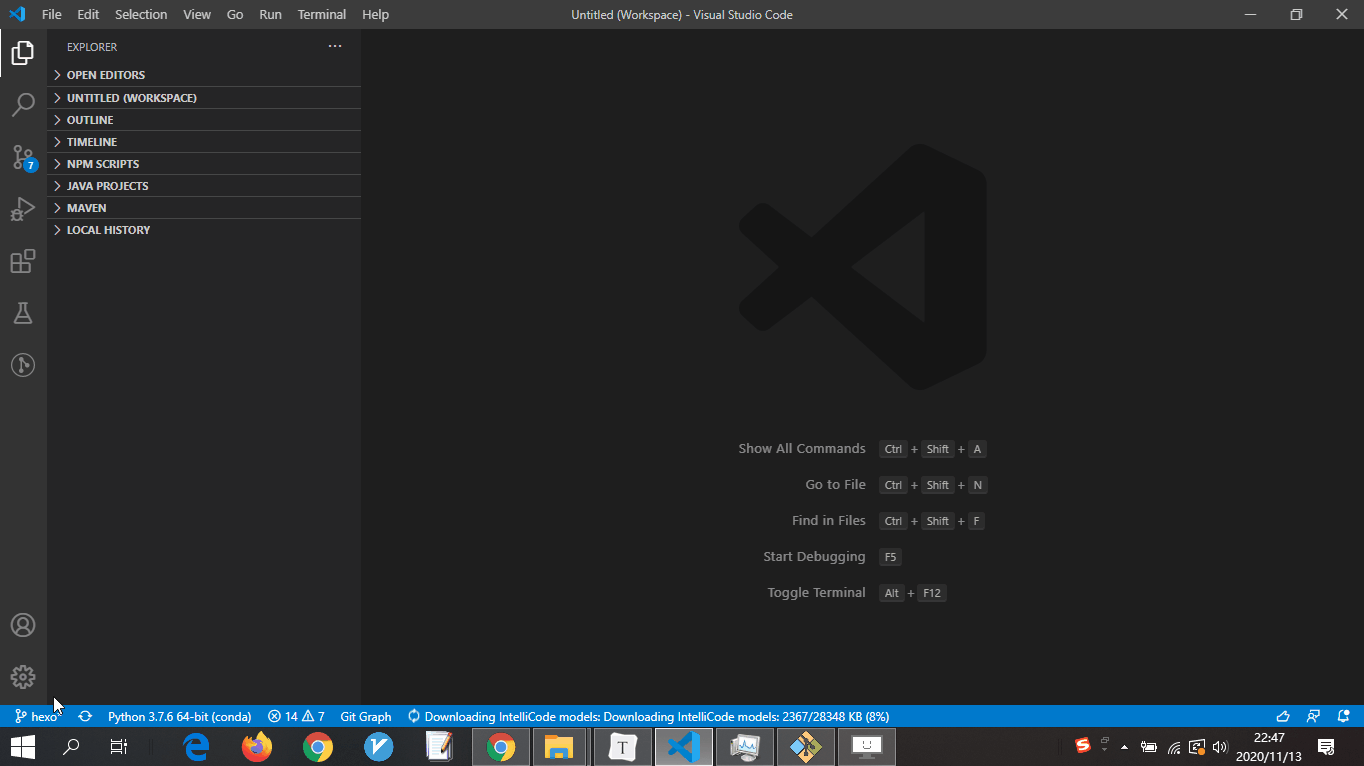 File Edit Selection View Go Run Terminal Help Untitled (Workspace) - Visual Studio Code
EXPLORER
OPEN EDITORS
UNTITLED (WORKSPACE)
OUTLINE
TIMELINE
NPM SCRIPTS
JAVA PROJECTS
MAVEN
LOCAL HISTORY
7
Show All Commands Ctrl + Shift + A
Go to File Ctrl + Shift + N
Find in Files Ctrl + Shift + F
Start Debugging F5
Toggle Terminal Alt + F12
hexo* Python 3.7.6 64-bit (conda) 14 7 Git Graph Downloading IntelliCode models: Downloading IntelliCode models: 2367/28348 KB (8%)
T
22:47
2020/11/13